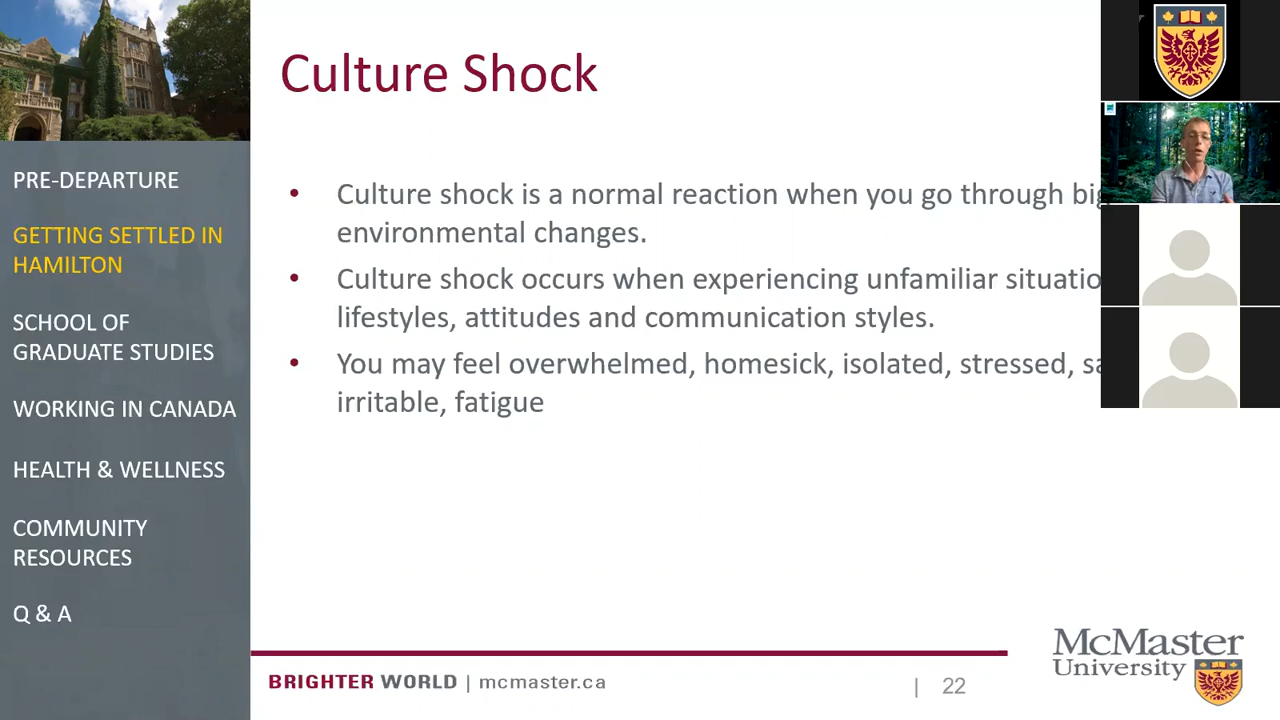 Culture Shock
PRE-DEPARTURE
GETTING SETTLED IN
HAMILTON
SCHOOL OF
GRADUATE STUDIES
WORKING IN CANADA
HEALTH & WELLNESS
COMMUNITY
RESOURCES
Q & A
• Culture shock is a normal reaction when you go through
environmental changes.
• Culture shock occurs when experiencing unfamiliar
lifestyles, attitudes and communication styles.
• You may feel overwhelmed, homesick, isolated, stressed,
irritable, fatigue
BRIGHTER WORLD | mcmaster.ca
| 22
McMaster
University